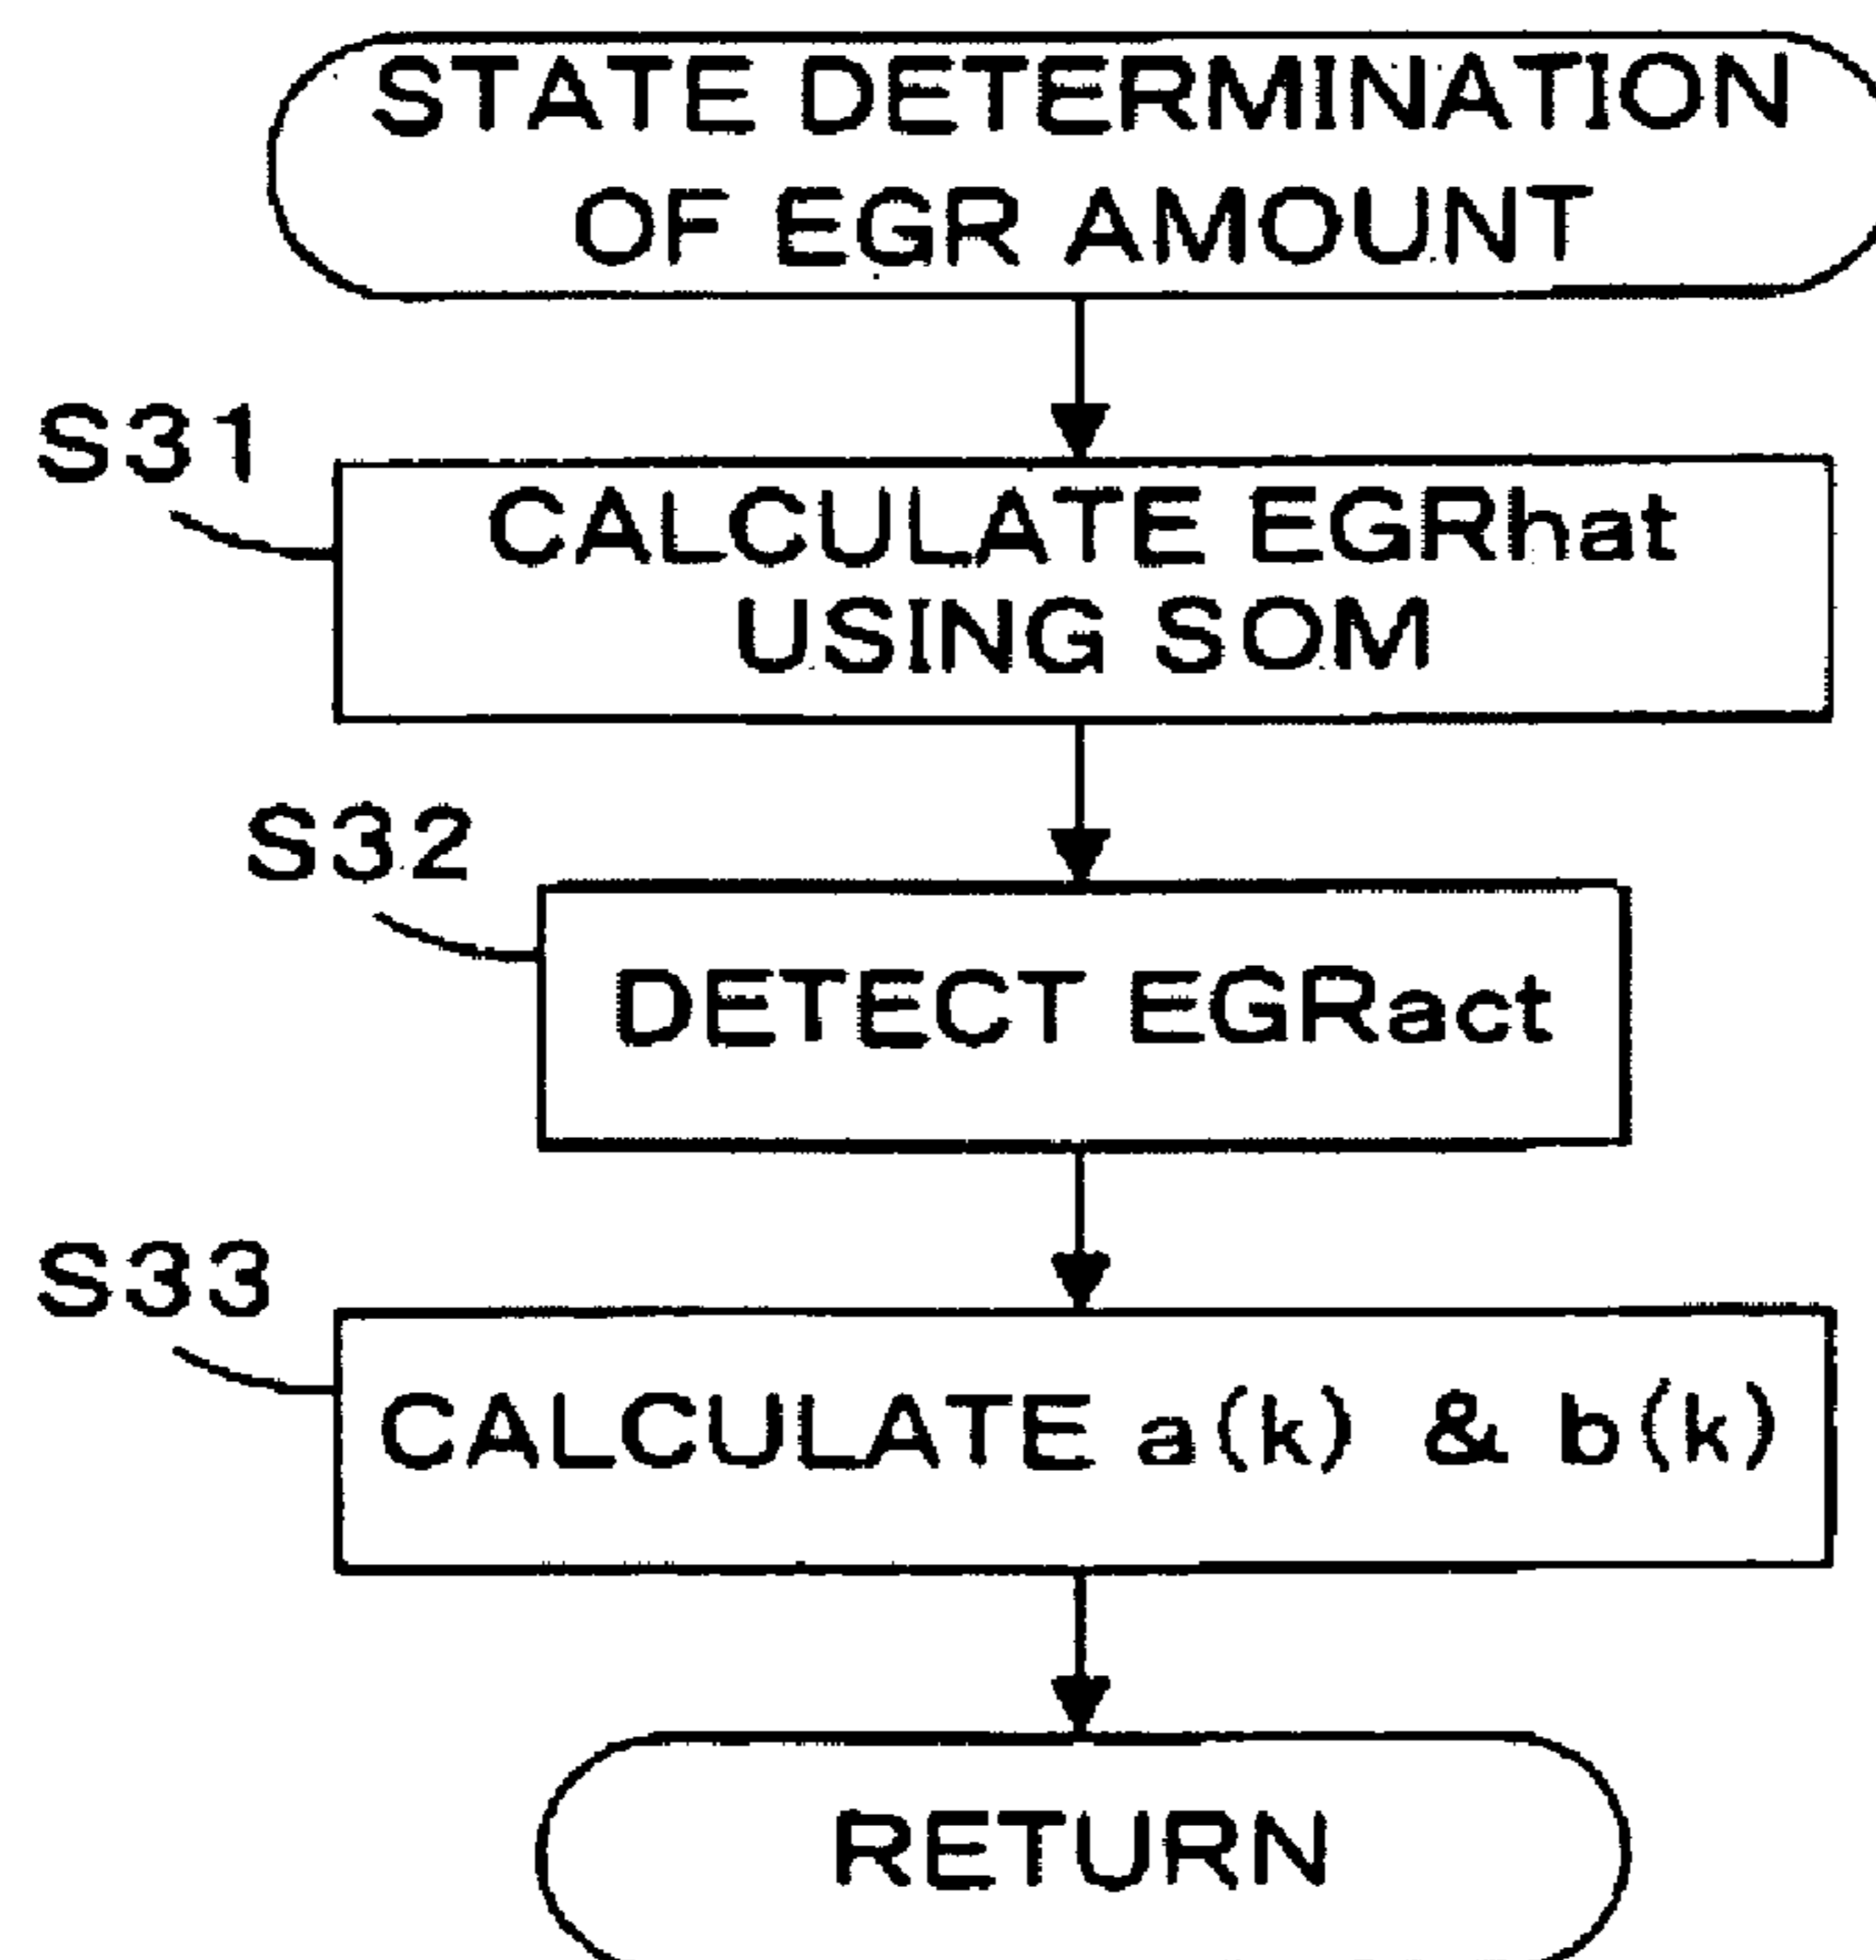 STATE DETERMINATION
OF EGR AMOUNT
S31
CALCULATE EGRhat
USING SOM
S32
DETECT EGRact
S33
CALCULATE a(k) & b(k)
RETURN